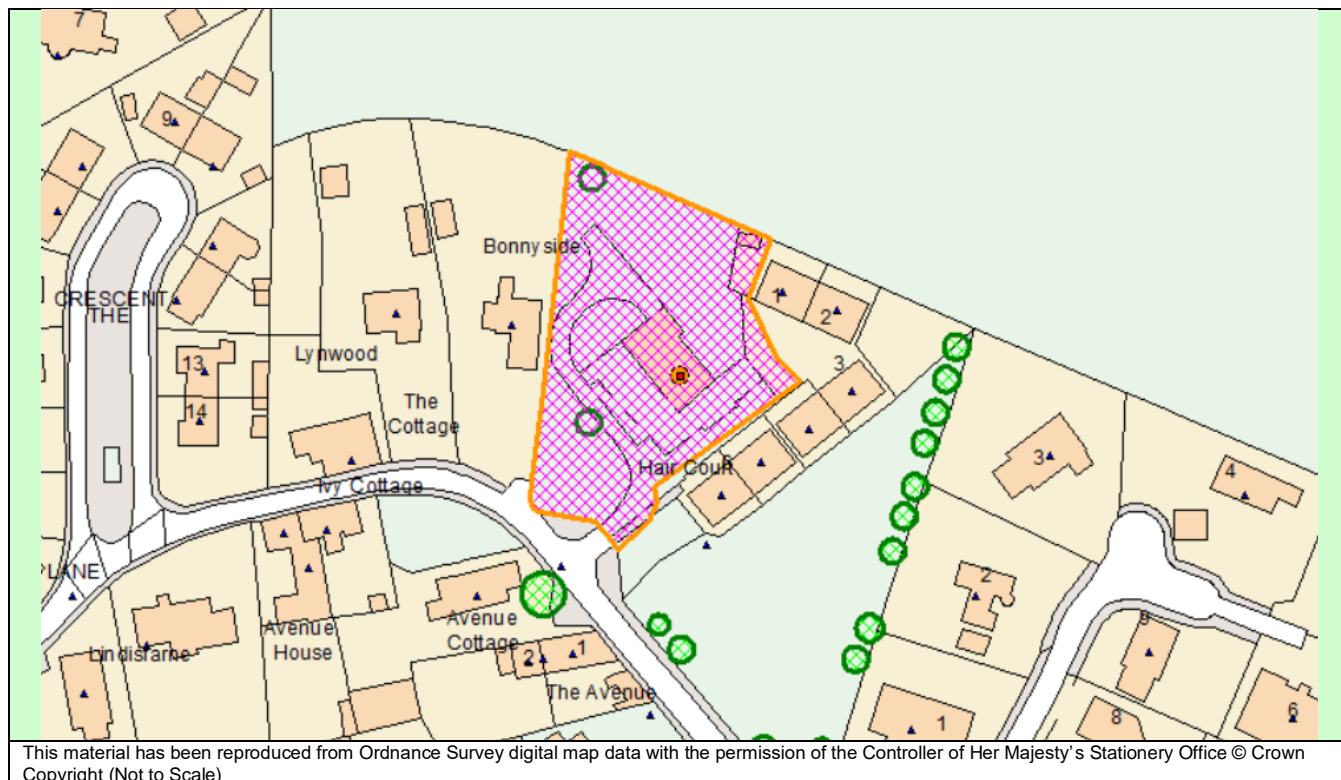 7
9
Bonnyside
CRESCENT
THE
1
2
13
Lynwood
3
14
The
Cottage
Hair Court
3
4
Ivy Cottage
LANE
2
Avenue
House
Avenue
Cottage
Lindisfarne
2
1
The Avenue
1
8
6
This material has been reproduced from Ordnance Survey digital map data with the permission of the Controller of Her Majesty's Stationery Office © Crown
Copyright (Not to Scale)